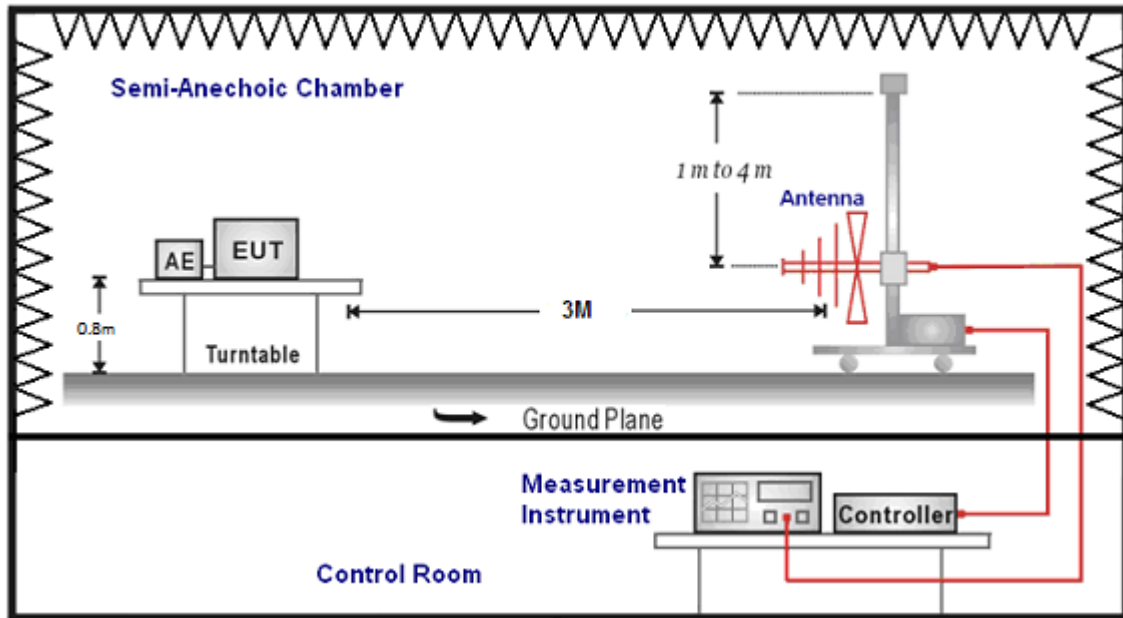 Semi-Anechoic Chamber
1 m to 4 m
Antenna
AE
EUT
0.8m
3M
Turntable
Ground Plane
Measurement
Instrument
Controller
Control Room